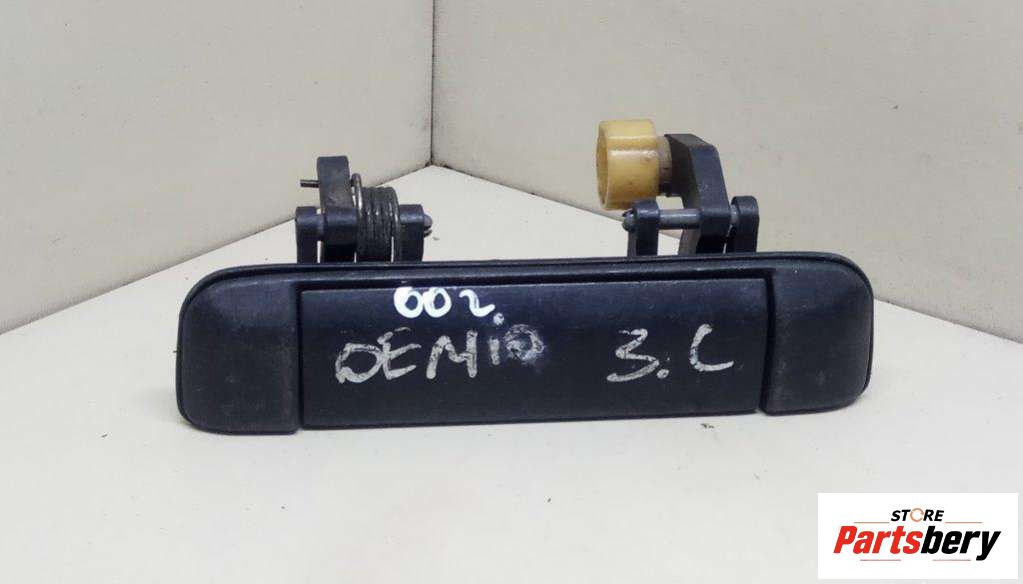 002.
DEMIO 3.C
STORE
Partsbery